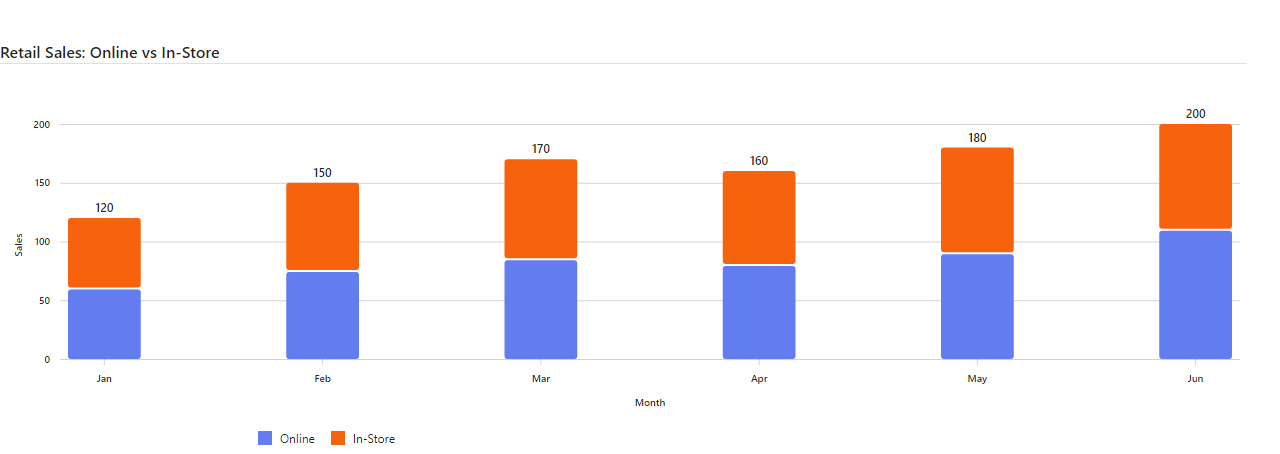 Retail Sales: Online vs In-Store
200
150
100
50
0
Sales
120
150
170
160
180
200
Jan Feb Mar Apr May Jun
Month
Online In-Store